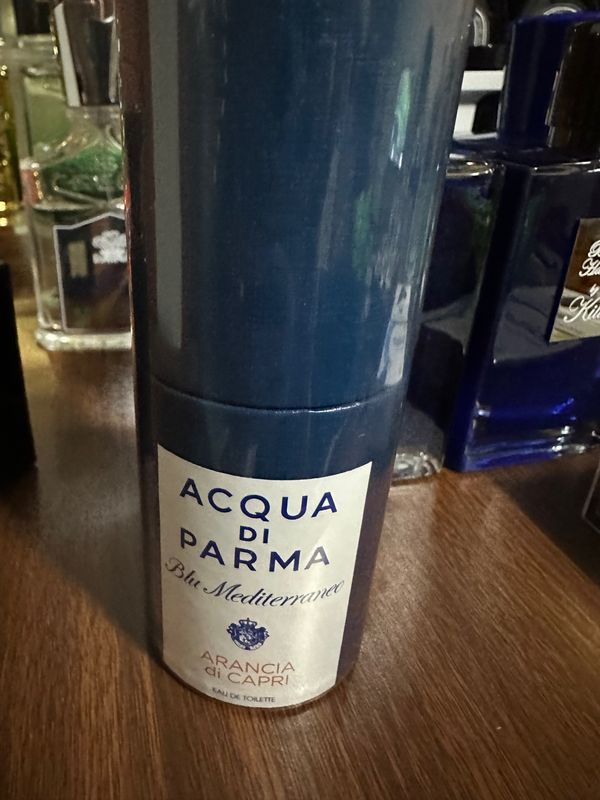 ACQUA
DI
PARMA
Blu Mediterraneo
ARANCIA
di CAPRI
EAU DE TOILETTE